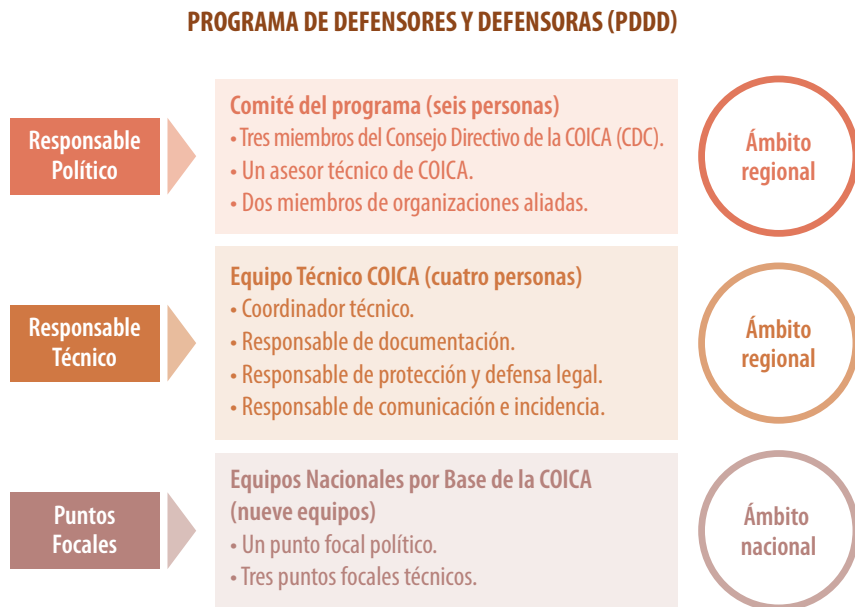 PROGRAMA DE DEFENSORES Y DEFENSORAS (PDDD)
Responsable
Político
Comité del programa (seis personas)
• Tres miembros del Consejo Directivo de la COICA (CDC).
• Un asesor técnico de COICA.
• Dos miembros de organizaciones aliadas.
Ámbito
regional
Responsable
Técnico
Equipo Técnico COICA (cuatro personas)
• Coordinador técnico.
• Responsable de documentación.
• Responsable de protección y defensa legal.
• Responsable de comunicación e incidencia.
Ámbito
regional
Puntos
Focales
Equipos Nacionales por Base de la COICA
(nueve equipos)
• Un punto focal político.
• Tres puntos focales técnicos.
Ámbito
nacional